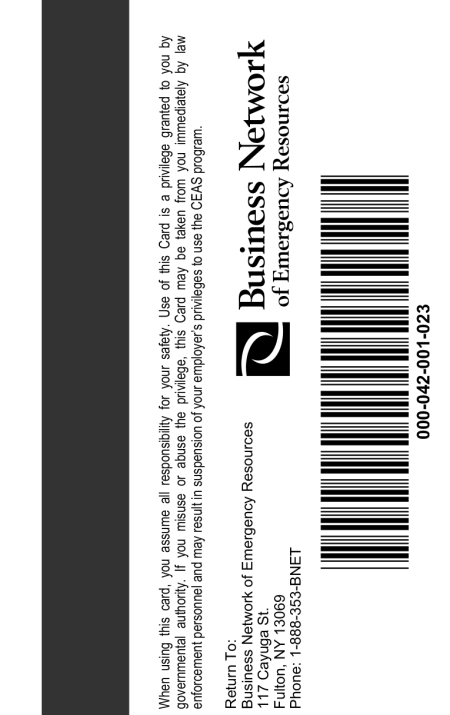 When using this card, you assume all responsibility for your safety. Use of this Card is a privilege granted to you by
governmental authority. If you misuse or abuse the privilege, this Card may be taken from you immediately by law
enforcement personnel and may result in suspension of your employer's privileges to use the CEAS program.
Return To:
Business Network of Emergency Resources
117 Cayuga St.
Fulton, NY 13069
Phone: 1-888-353-BNET
Business Network
of Emergency Resources
000-042-001-023